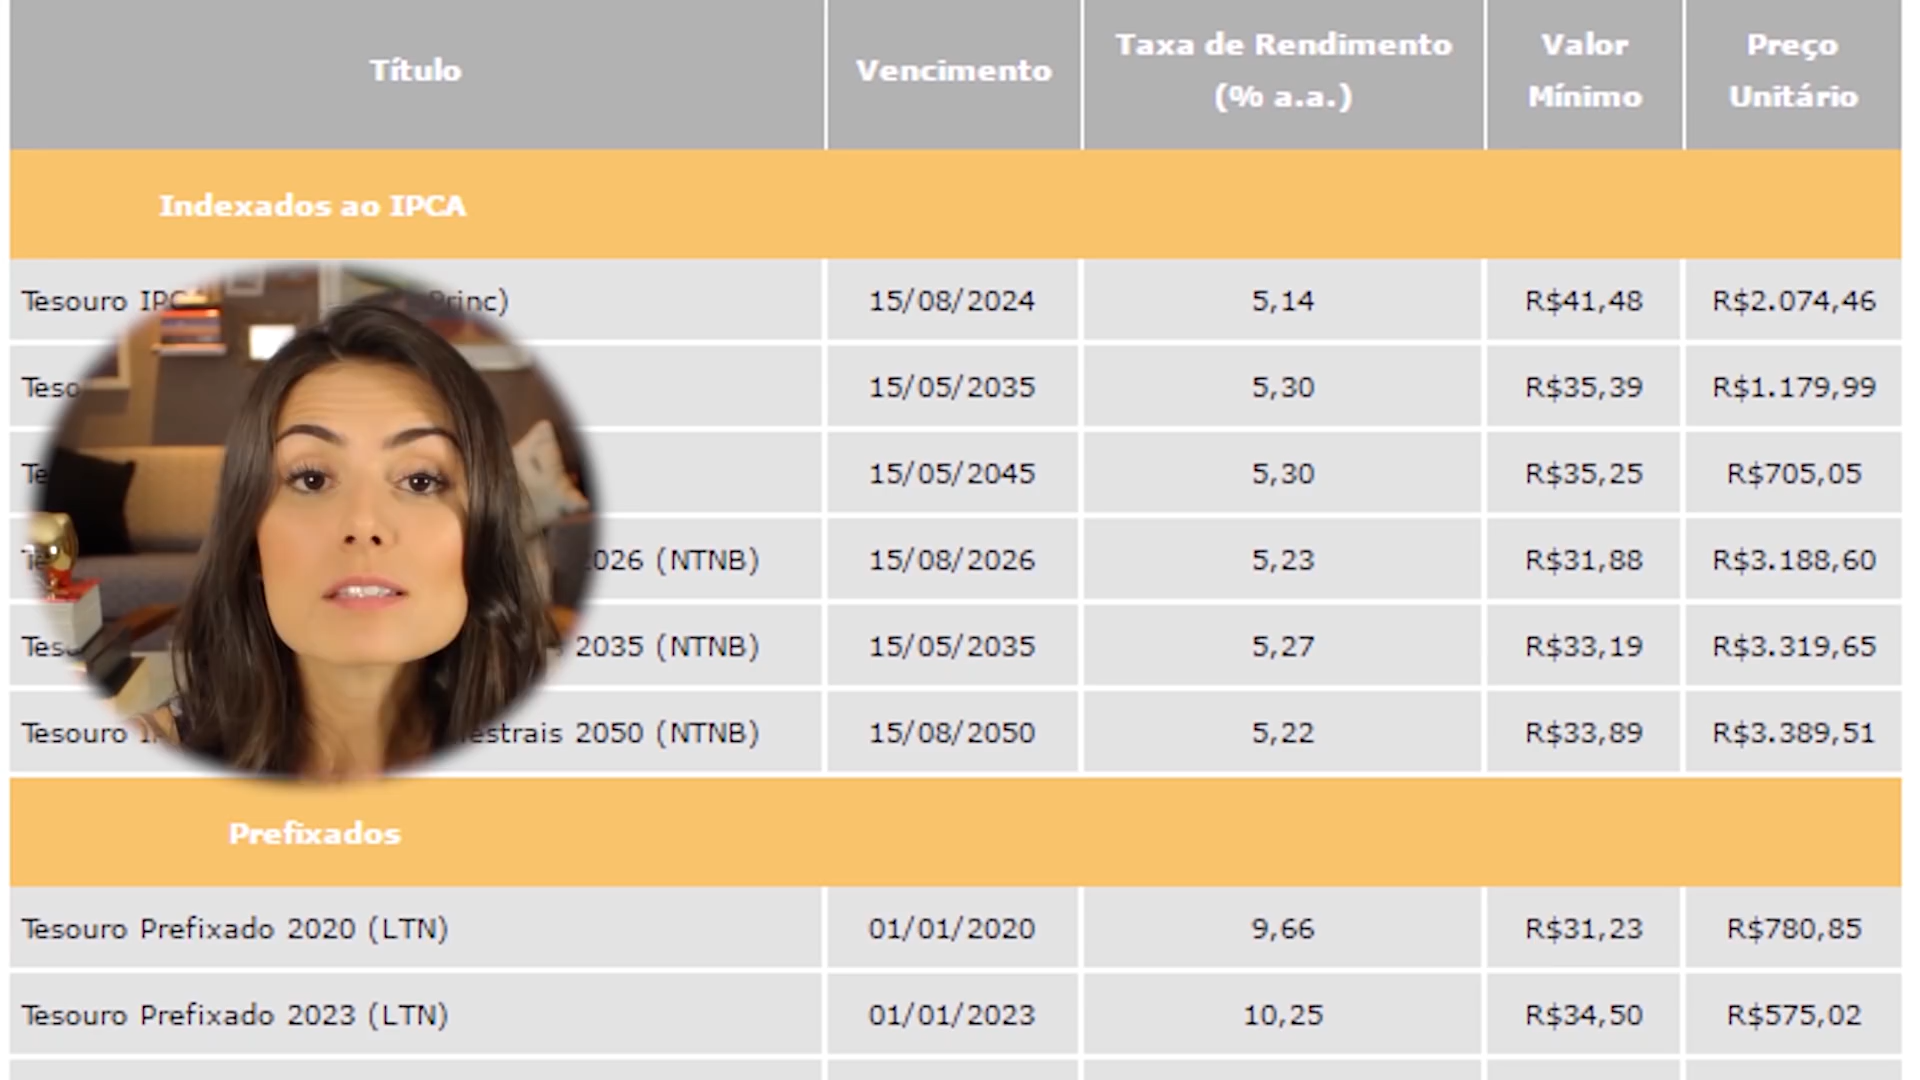 Título Vencimento Taxa de Rendimento (% a.a.) Valor Mínimo Preço Unitário
Indexados ao IPCA
Tesouro Princ) 15/08/2024 5,14 R$41,48 R$2.074,46
15/05/2035 5,30 R$35,39 R$1.179,99
15/05/2045 5,30 R$35,25 R$705,05
(NTNB) 15/08/2026 5,23 R$31,88 R$3.188,60
2035 (NTNB) 15/05/2035 5,27 R$33,19 R$3.319,65
Tesouro 2050 (NTNB) 15/08/2050 5,22 R$33,89 R$3.389,51
Prefixados
Tesouro Prefixado 2020 (LTN) 01/01/2020 9,66 R$31,23 R$780,85
Tesouro Prefixado 2023 (LTN) 01/01/2023 10,25 R$34,50 R$575,02